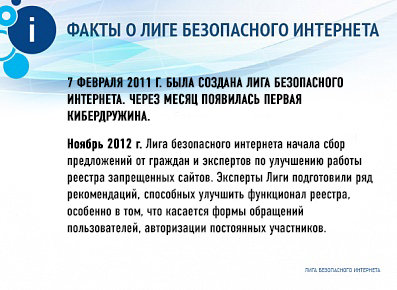 i
ФАКТЫ О ЛИГЕ БЕЗОПАСНОГО ИНТЕРНЕТА
7 ФЕВРАЛЯ 2011 Г. БЫЛА СОЗДАНА ЛИГА БЕЗОПАСНОГО
ИНТЕРНЕТА. ЧЕРЕЗ МЕСЯЦ ПОЯВИЛАСЬ ПЕРВАЯ
КИБЕРДРУЖИНА.
Ноябрь 2012 г. Лига безопасного интернета начала сбор
предложений от граждан и экспертов по улучшению работы
реестра запрещенных сайтов. Эксперты Лиги подготовили ряд
рекомендаций, способных улучшить функционал реестра,
особенно в том, что касается формы обращений
пользователей, авторизации постоянных участников.
ЛИГА БЕЗОПАСНОГО ИНТЕРНЕТА